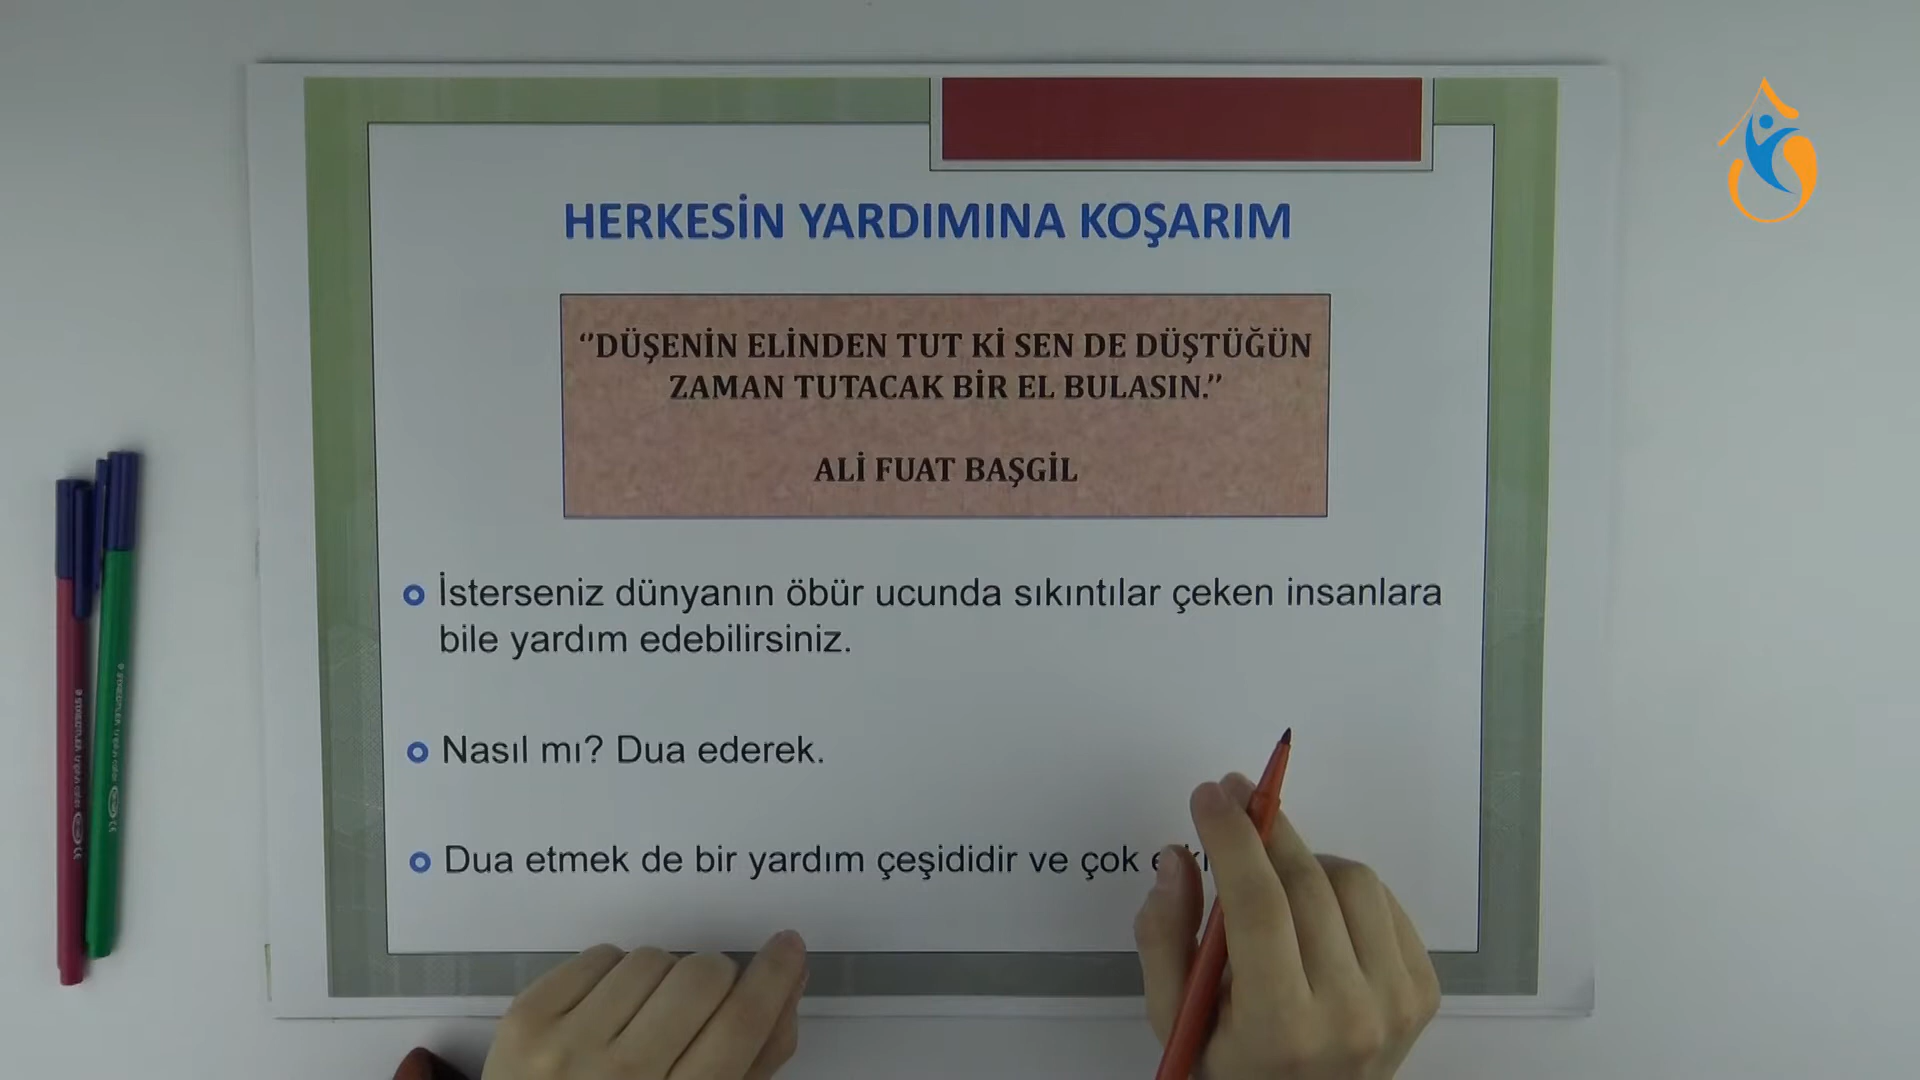 HERKESİN YARDIMINA KOŞARIM
‘’DÜŞENİN ELİNDEN TUT Kİ SEN DE DÜŞTÜĞÜN
ZAMAN TUTACAK BİR EL BULASIN.’’
ALİ FUAT BAŞGİL
İsterseniz dünyanın öbür ucunda sıkıntılar çeken insanlara
bile yardım edebilirsiniz.
Nasıl mı? Dua ederek.
Dua etmek de bir yardım çeşididir ve çok
STAEDTLER
STAEDTLER